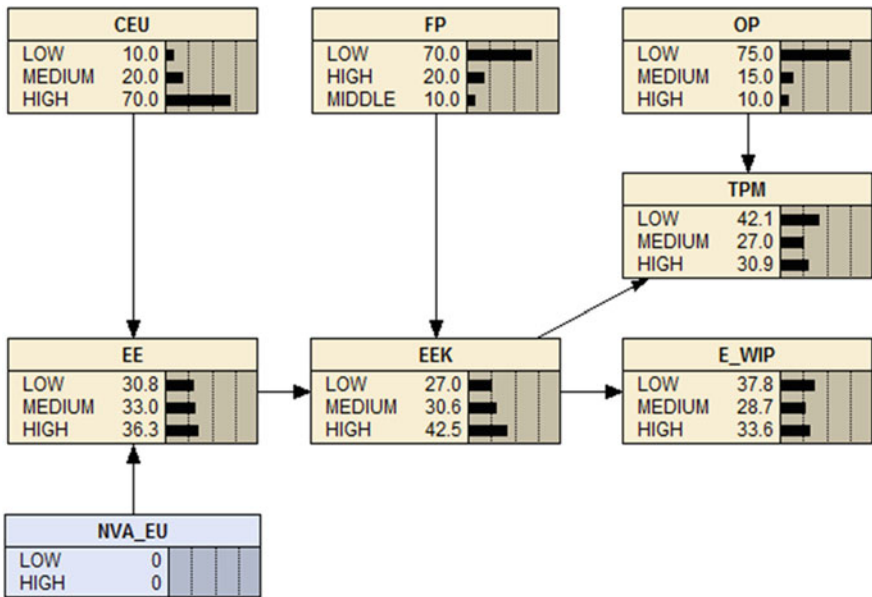 CEU
LOW 10.0
MEDIUM 20.0
HIGH 70.0
FP
LOW 70.0
HIGH 20.0
MIDDLE 10.0
OP
LOW 75.0
MEDIUM 15.0
HIGH 10.0
TPM
LOW 42.1
MEDIUM 27.0
HIGH 30.9
EE
LOW 30.8
MEDIUM 33.0
HIGH 36.3
EEK
LOW 27.0
MEDIUM 30.6
HIGH 42.5
E_WIP
LOW 37.8
MEDIUM 28.7
HIGH 33.6
NVA_EU
LOW 0
HIGH 0